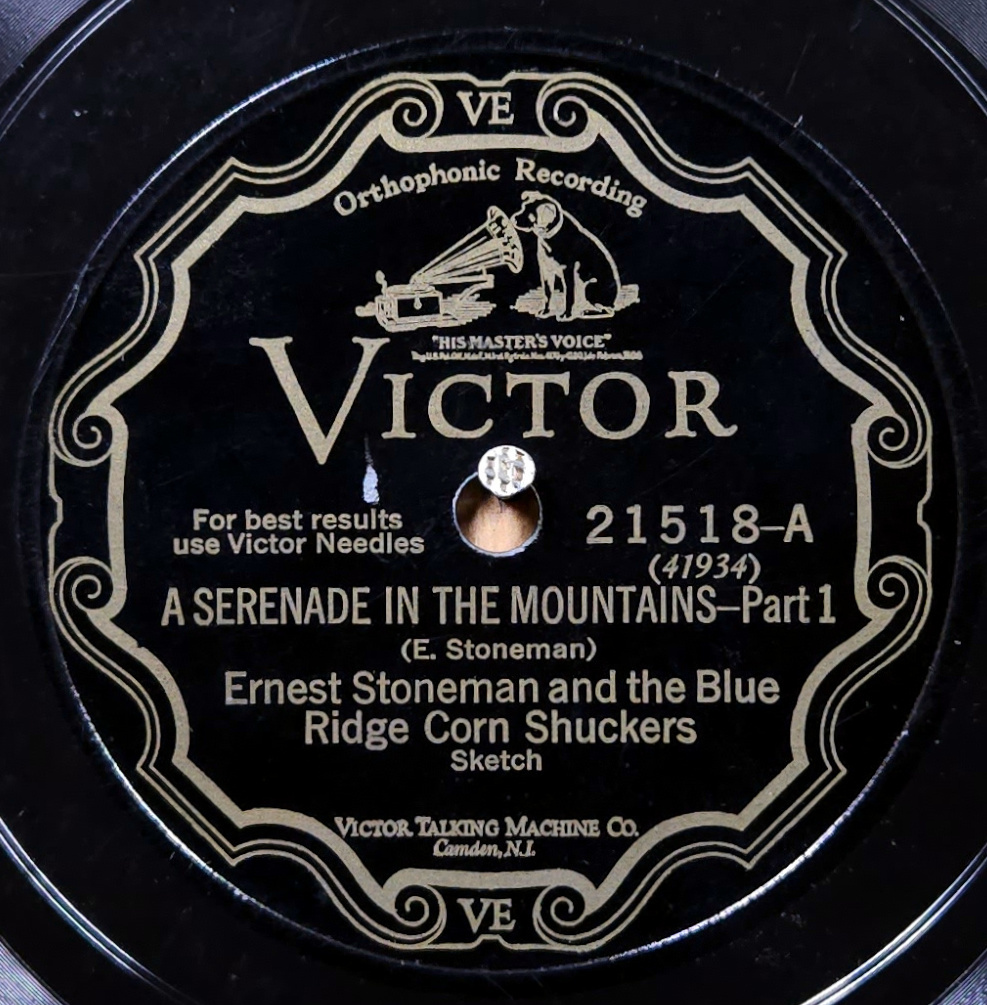 VE
Orthophonic Recording
"HIS MASTER'S VOICE"
VICTOR
For best results
use Victor Needles
21518-A
(41934)
A SERENADE IN THE MOUNTAINS—Part 1
(E. Stoneman)
Ernest Stoneman and the Blue
Ridge Corn Shuckers
Sketch
VICTOR TALKING MACHINE CO.
Camden, N.J.
VE